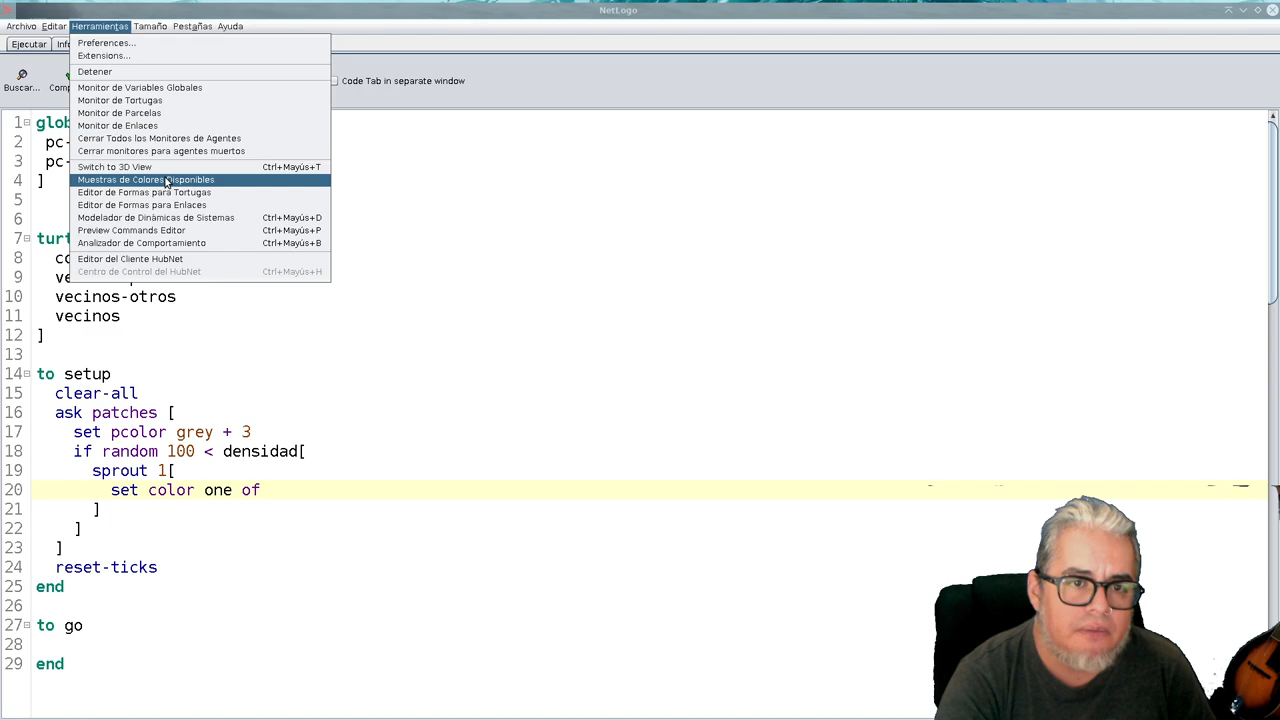 NetLogo
Archivo Editar Herramientas Tamaño Pestañas Ayuda
Ejecutar
Preferences...
Extensions...
Detener
Monitor de Variables Globales
Monitor de Tortugas
Monitor de Parcelas
Monitor de Enlaces
Cerrar Todos los Monitores de Agentes
Cerrar monitores para agentes muertos
Switch to 3D View Ctrl+Mayús+T
Muestras de Colores Disponibles
Editor de Formas para Tortugas
Editor de Formas para Enlaces
Modelador de Dinàmicas de Sistemas Ctrl+Mayús+D
Preview Commands Editor Ctrl+Mayús+P
Analizador de Comportamiento Ctrl+Mayús+B
Editor del Cliente HubNet
Centro de Control del HubNet Ctrl+Mayús+H
Buscar...
Code Tab in separate window
1 glob
2 pc-
3 pc-
4 ]
5
6
7 turt
8 co
9 ve
10 vecinos-otros
11 vecinos
12 ]
13
14 to setup
15 clear-all
16 ask patches [
17 set pcolor grey + 3
18 if random 100 < densidad[
19 sprout 1[
20 set color one of
21 ]
22 ]
23 ]
24 reset-ticks
25 end
26
27 to go
28
29 end